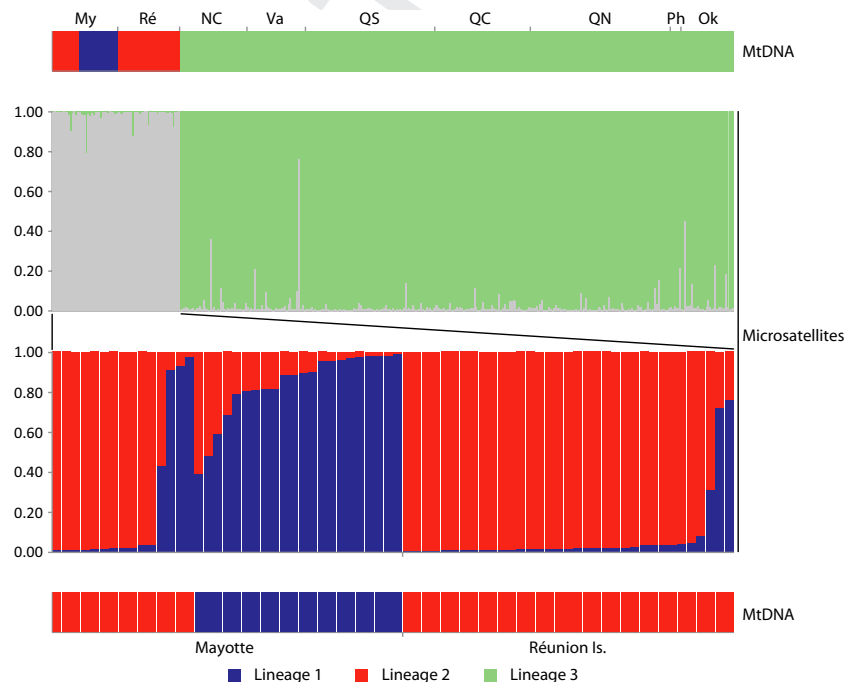 My Ré NC Va QS QC QN Ph Ok
MtDNA
1.00
0.80
0.60
0.40
0.20
0.00
Microsatellites
1.00
0.80
0.60
0.40
0.20
0.00
MtDNA
Mayotte Réunion Is.
Lineage 1 Lineage 2 Lineage 3